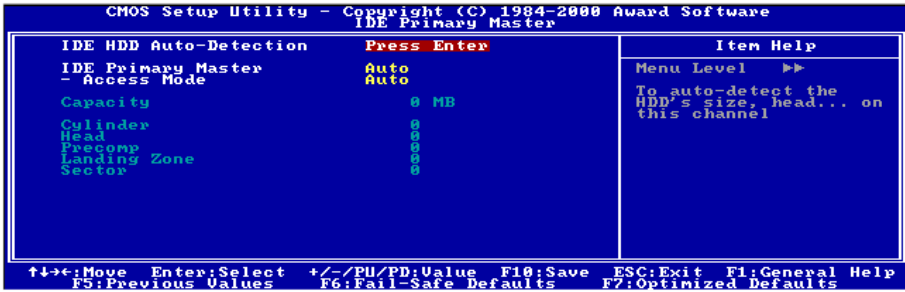 CMOS Setup Utility - Copyright (C) 1984-2000 Award Software
IDE Primary Master
IDE HDD Auto-Detection Press Enter
IDE Primary Master Auto
- Access Mode Auto
Capacity 0 MB
Cylinder 0
Head 0
Precomp 0
Landing Zone 0
Sector 0
Item Help
Menu Level ▶▶
To auto-detect the
HDD's size, head... on
this channel
↑↓→←:Move Enter:Select +/-/PU/PD:Value F10:Save ESC:Exit F1:General Help
F5:Previous Values F6:Fail-Safe Defaults F7:Optimized Defaults